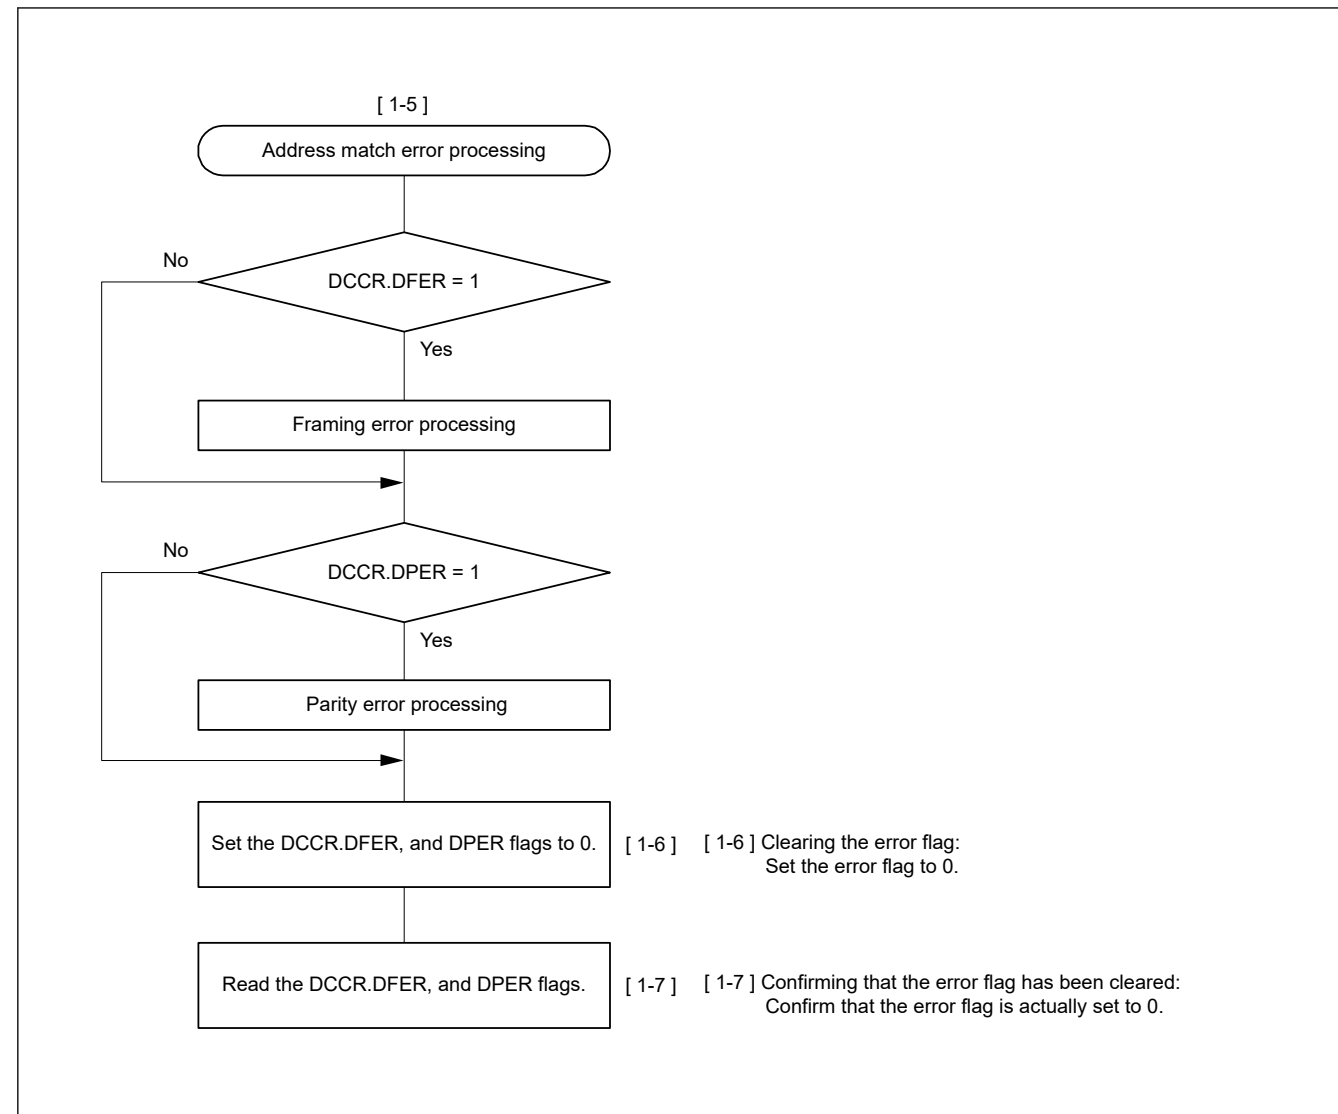 [ 1-5 ]
Address match error processing
No
DCCR.DFER = 1
Yes
Framing error processing
No
DCCR.DPER = 1
Yes
Parity error processing
Set the DCCR.DFER, and DPER flags to 0.
[ 1-6 ]
[ 1-6 ] Clearing the error flag:
Set the error flag to 0.
Read the DCCR.DFER, and DPER flags.
[ 1-7 ]
[ 1-7 ] Confirming that the error flag has been cleared:
Confirm that the error flag is actually set to 0.